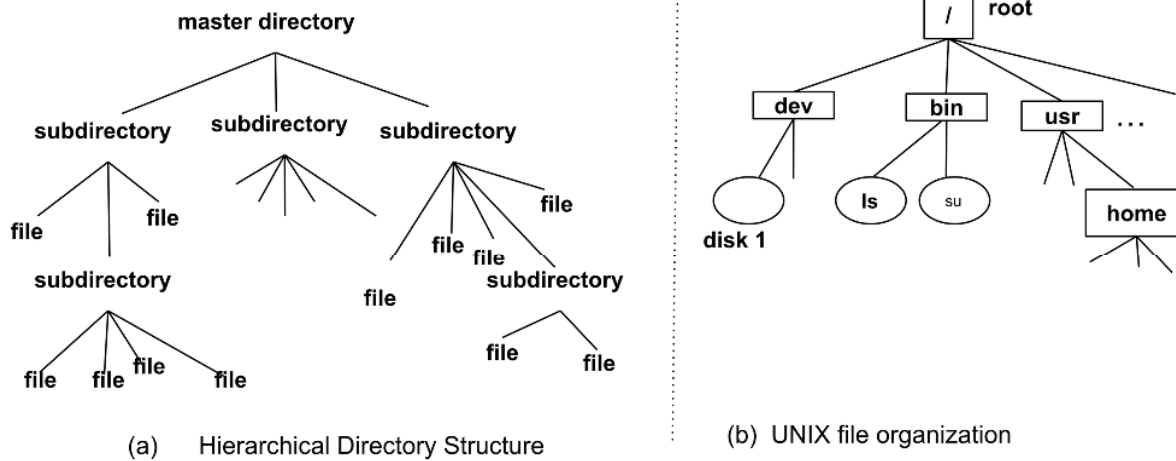 master directory
subdirectory
subdirectory
subdirectory
file
file
file
file
file
file
subdirectory
subdirectory
file
file
file
file
file
file
(a) Hierarchical Directory Structure
/
root
dev
bin
usr
...
ls
su
disk 1
home
(b) UNIX file organization